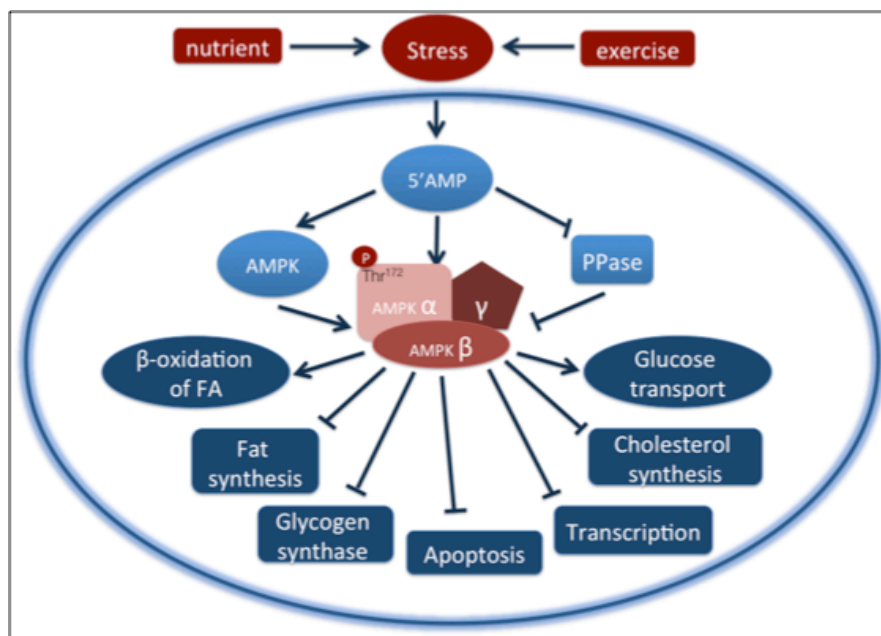 nutrient
Stress
exercise
5'AMP
AMPK
P
Thr172
AMPK α
γ
PPase
AMPK β
β-oxidation
of FA
Glucose
transport
Fat
synthesis
Cholesterol
synthesis
Glycogen
synthase
Apoptosis
Transcription